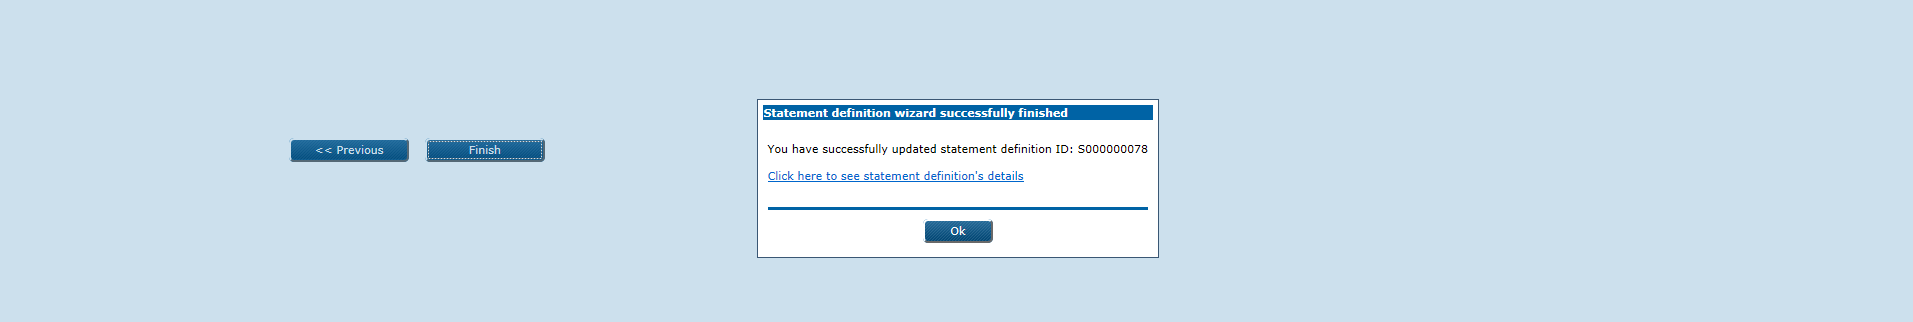 Statement definition wizard successfully finished
<< Previous
Finish
You have successfully updated statement definition ID: S000000078
Click here to see statement definition's details
Ok